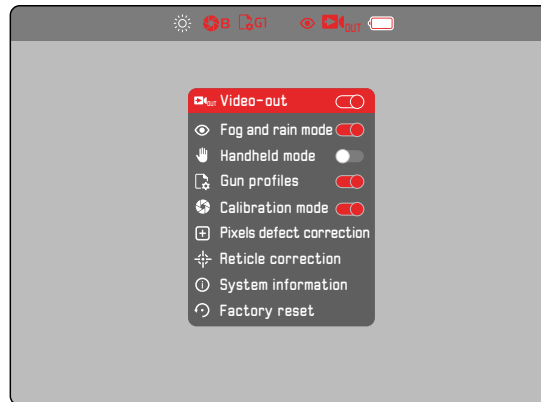 B G1 OUT
OUT Video-out
Fog and rain mode
Handheld mode
Gun profiles
Calibration mode
Pixels defect correction
Reticle correction
System information
Factory reset